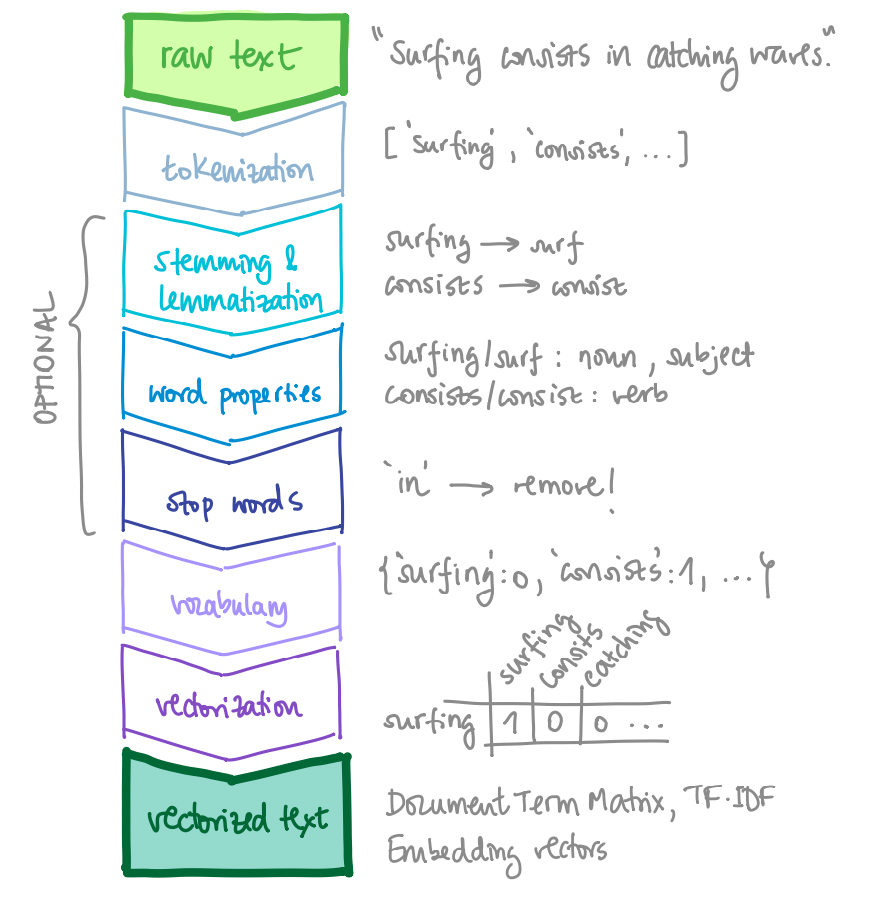 raw text
"Surfing consists in catching waves."
tokenization
['surfing', 'consists', ...]
OPTIONAL
stemming &
lemmatization
surfing → surf
consists → consist
word properties
surfing/surf : noun, subject
consists/consist : verb
stop words
'in' → remove!
vocabulary
{'surfing':0, 'consists':1, ...}
vectorization
surfing consits catching
surfing 1 0 0 ...
vectorized text
Document Term Matrix, TF-IDF
Embedding vectors